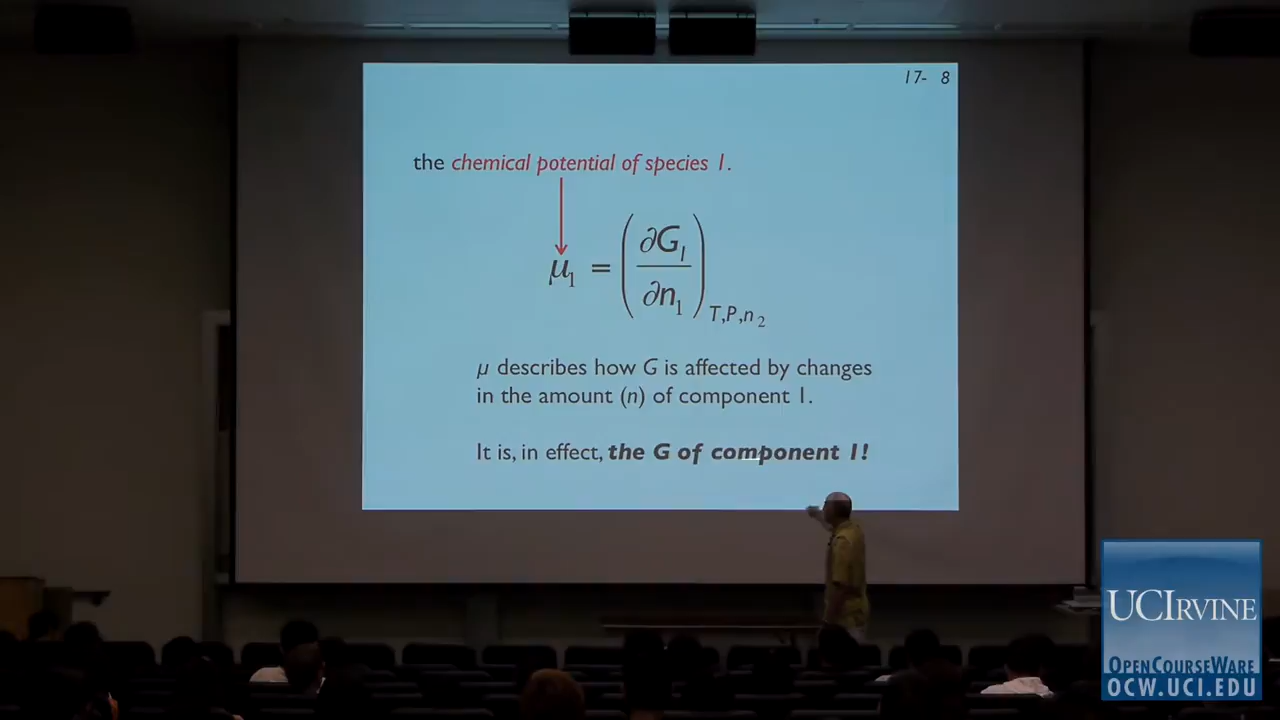 17- 8
the chemical potential of species 1.
μ₁ = (∂G₁/∂n₁)T,P,n₂
μ describes how G is affected by changes
in the amount (n) of component 1.
It is, in effect, the G of component 1!
UCIRVINE
OPENCOURSEWARE
OCW.UCI.EDU